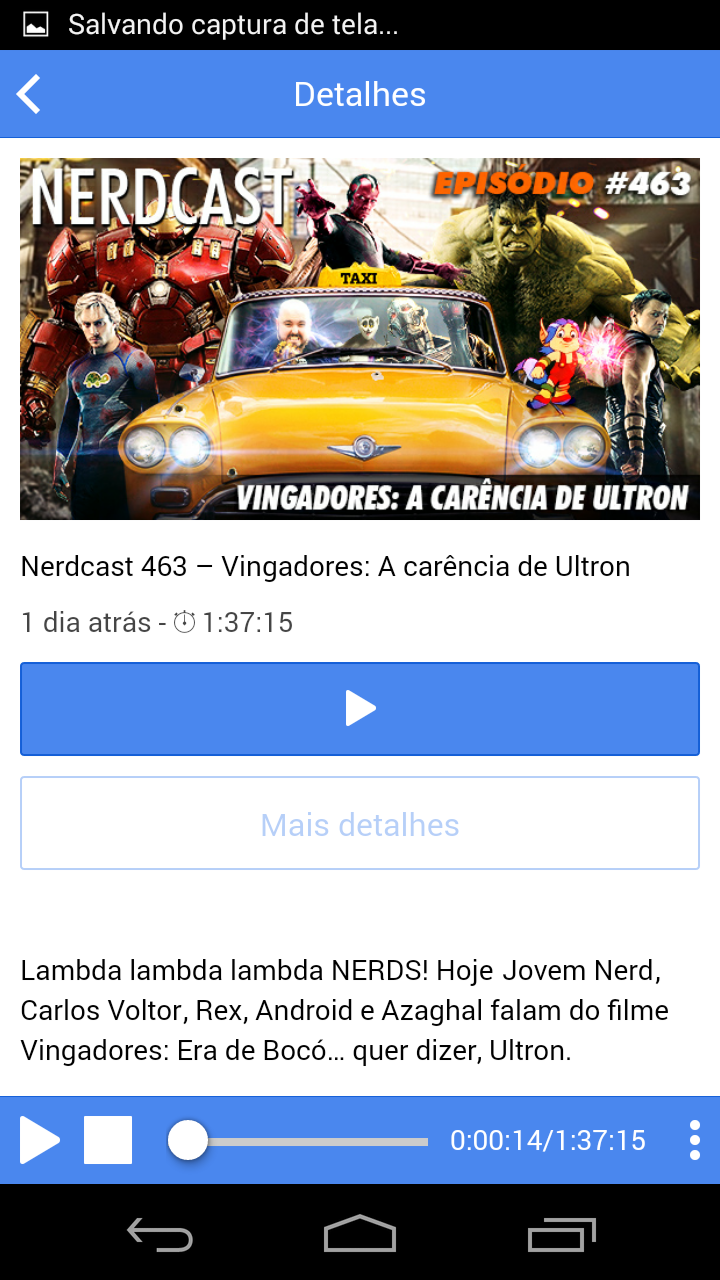 Salvando captura de tela...
Detalhes
NERDCAST
EPISÓDIO #463
TAXI
VINGADORES: A CARÊNCIA DE ULTRON
Nerdcast 463 – Vingadores: A carência de Ultron
1 dia atrás - 1:37:15
Mais detalhes
Lambda lambda lambda NERDS! Hoje Jovem Nerd,
Carlos Voltor, Rex, Android e Azaghal falam do filme
Vingadores: Era de Bocó... quer dizer, Ultron.
0:00:14/1:37:15